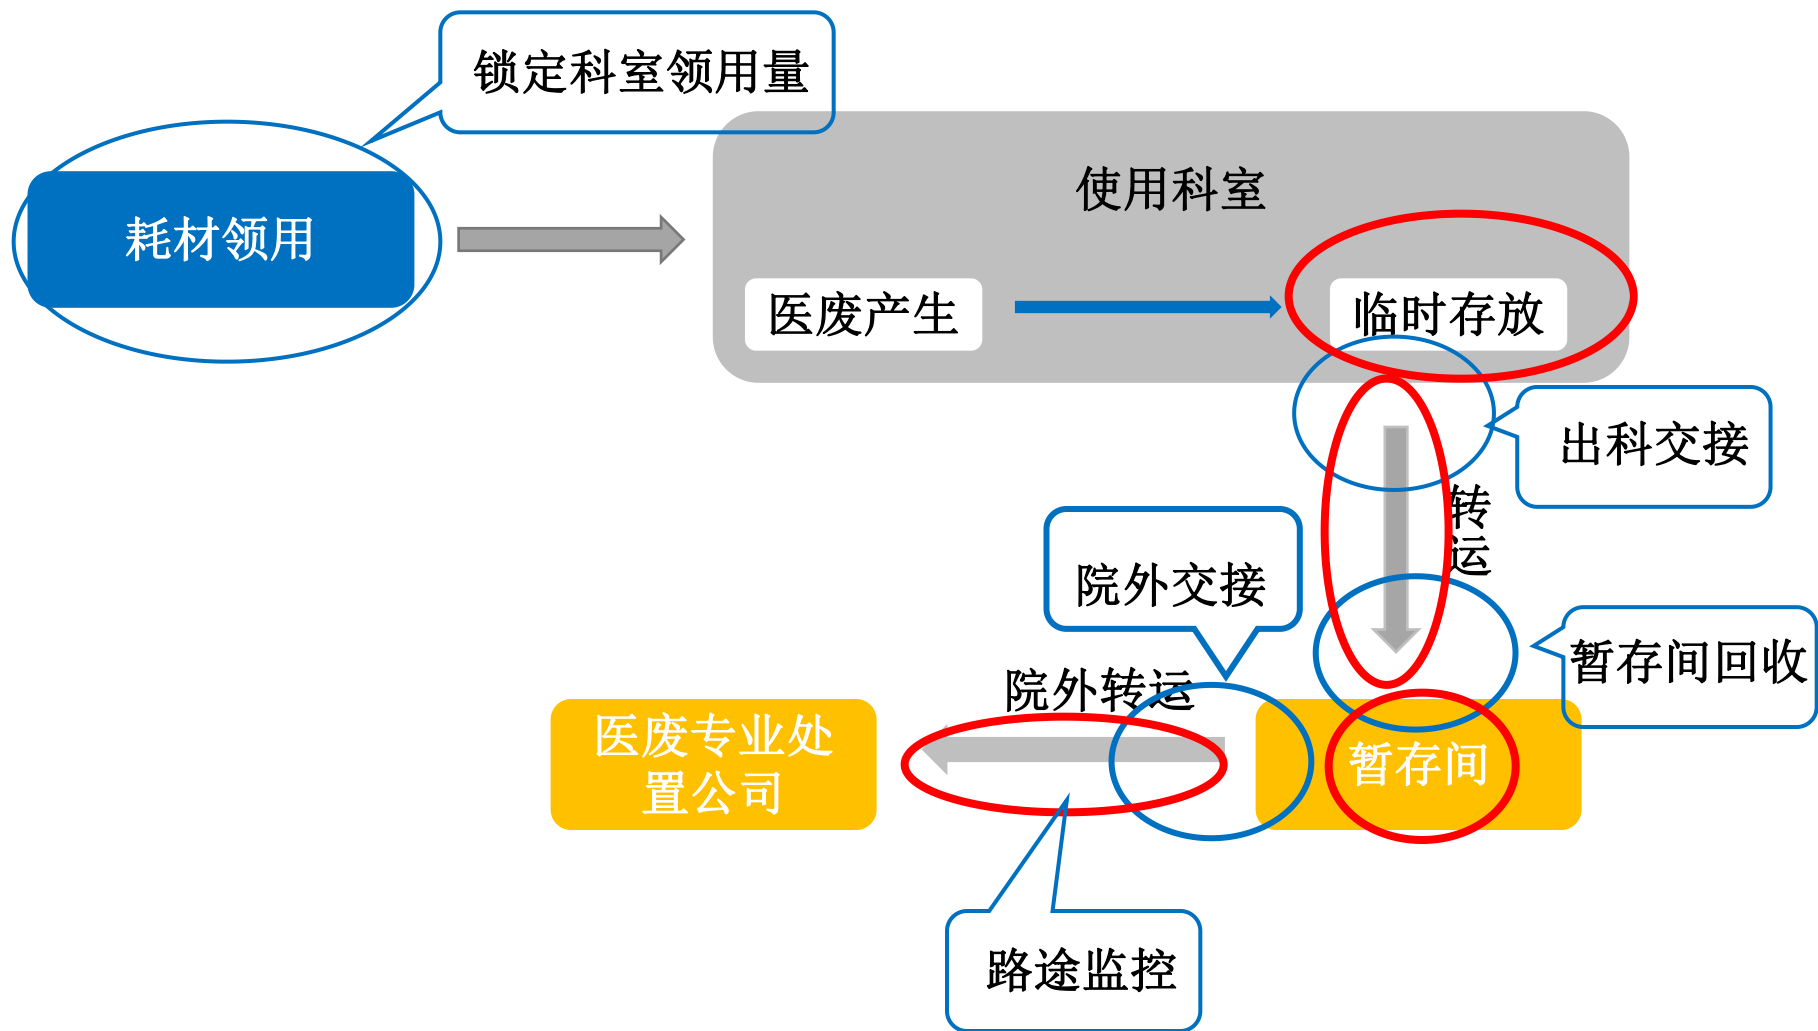 锁定科室领用量
耗材领用
使用科室
医废产生
临时存放
出科交接
转
运
院外交接
暂存间回收
院外转运
医废专业处
置公司
暂存间
路途监控